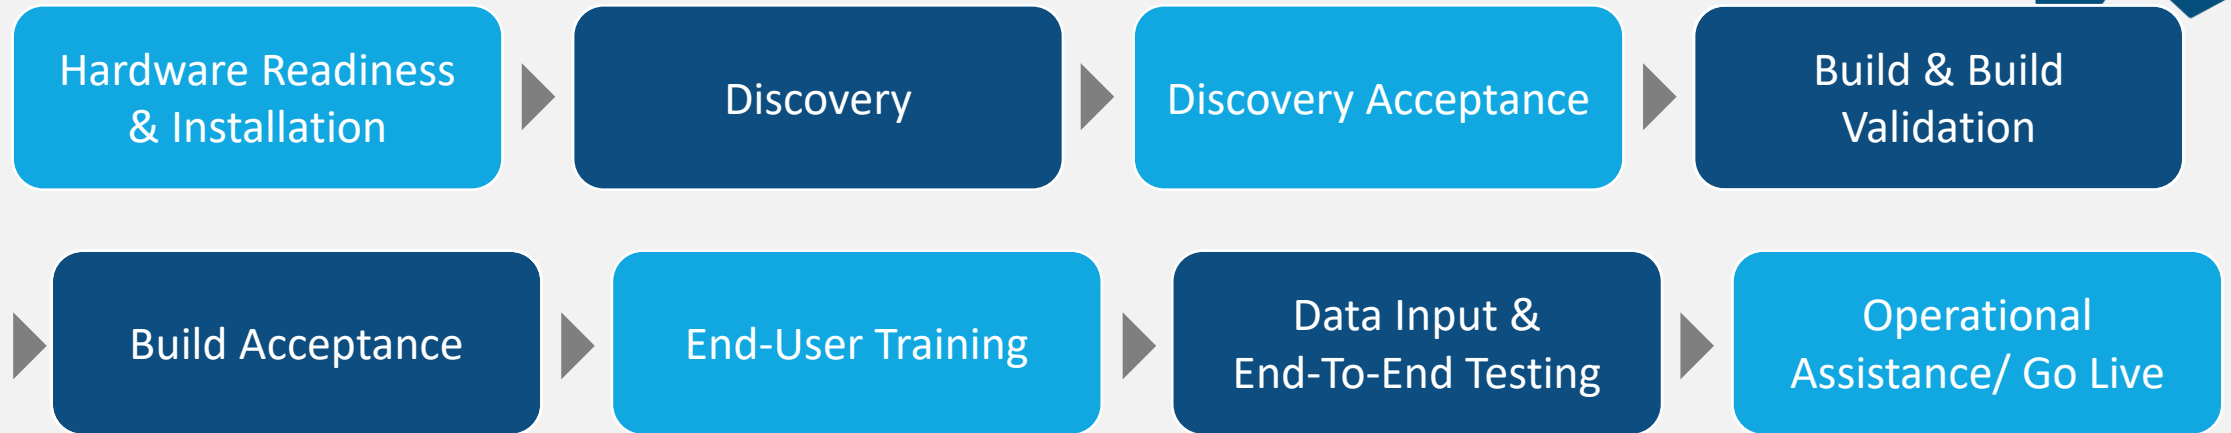 Hardware Readiness
& Installation
Discovery
Discovery Acceptance
Build & Build
Validation
Build Acceptance
End-User Training
Data Input &
End-To-End Testing
Operational
Assistance/ Go Live